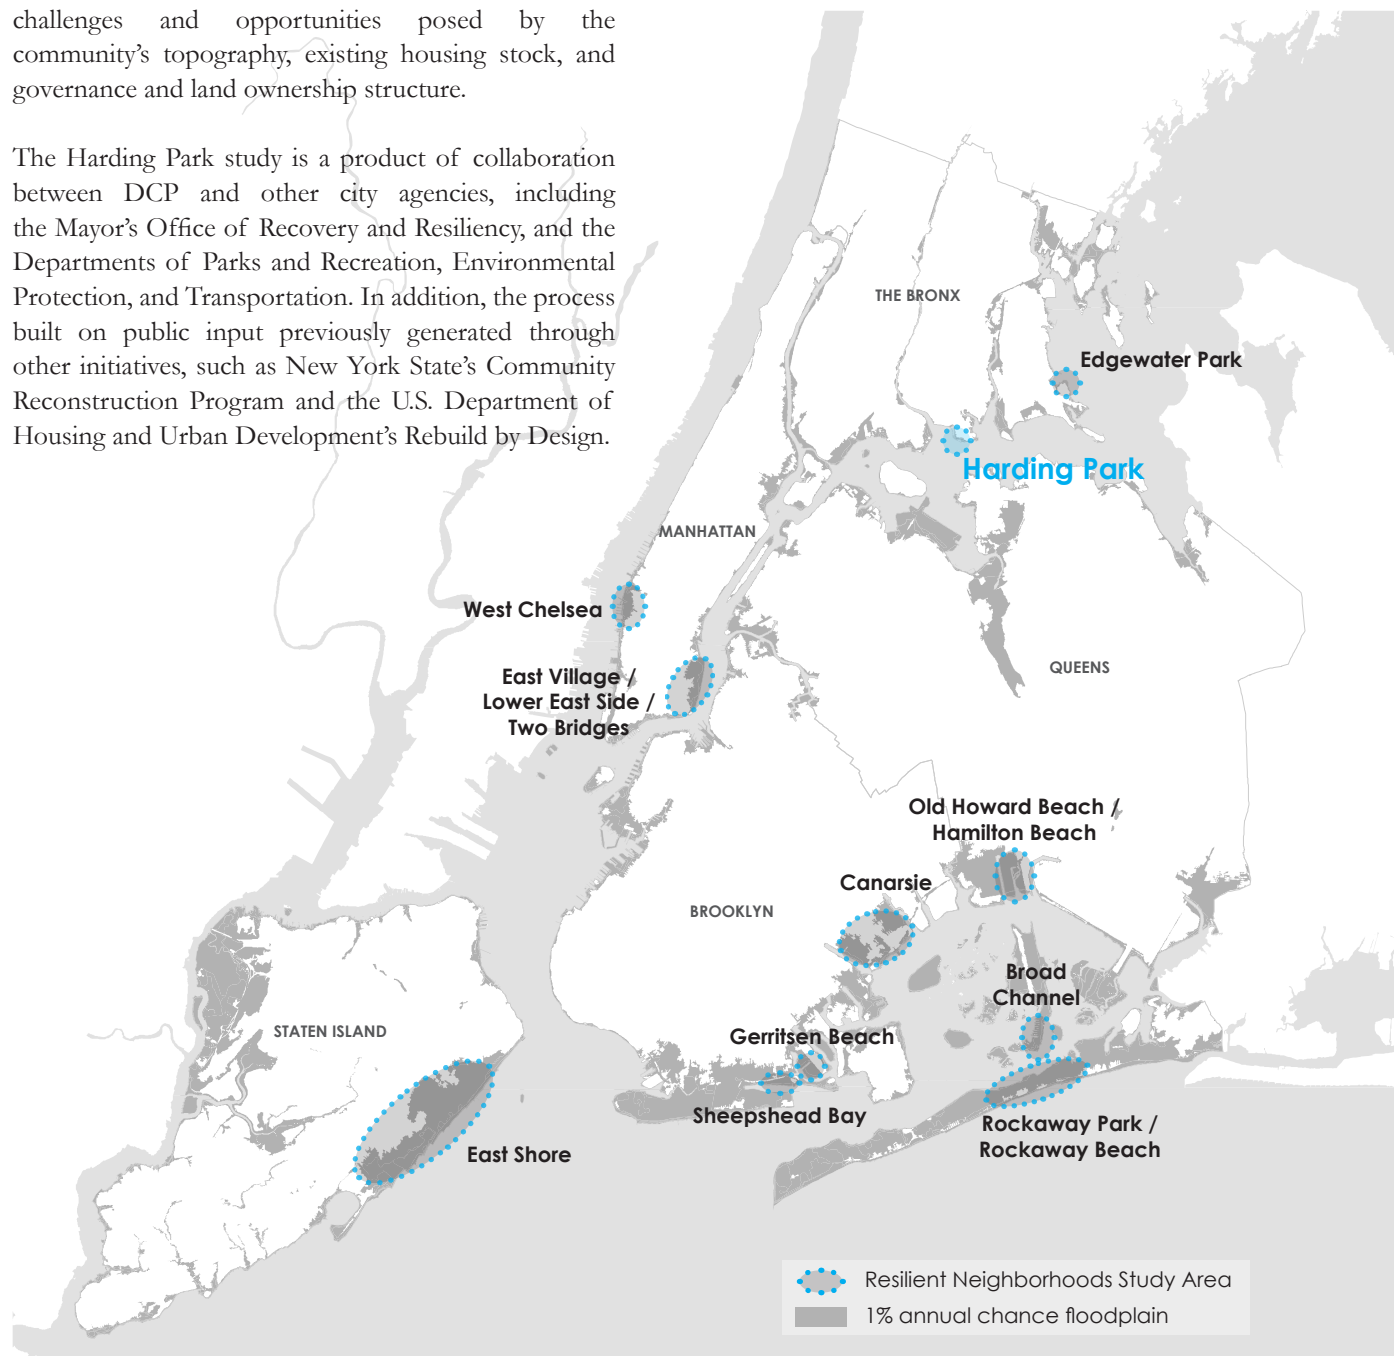 challenges and opportunities posed by the
community’s topography, existing housing stock, and
governance and land ownership structure.
The Harding Park study is a product of collaboration
between DCP and other city agencies, including
the Mayor’s Office of Recovery and Resiliency, and the
Departments of Parks and Recreation, Environmental
Protection, and Transportation. In addition, the process
built on public input previously generated through
other initiatives, such as New York State’s Community
Reconstruction Program and the U.S. Department of
Housing and Urban Development’s Rebuild by Design.
THE BRONX
Edgewater Park
Harding Park
MANHATTAN
West Chelsea
East Village /
Lower East Side /
Two Bridges
QUEENS
Old Howard Beach /
Hamilton Beach
Canarsie
BROOKLYN
Broad
Channel
STATEN ISLAND
Gerritsen Beach
Sheepshead Bay
Rockaway Park /
Rockaway Beach
East Shore
Resilient Neighborhoods Study Area
1% annual chance floodplain